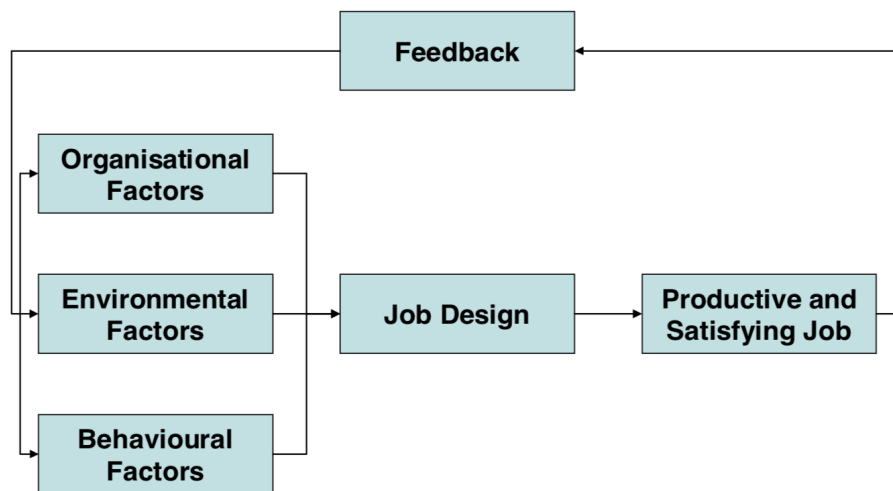 Feedback
Organisational
Factors
Environmental
Factors
Job Design
Productive and
Satisfying Job
Behavioural
Factors